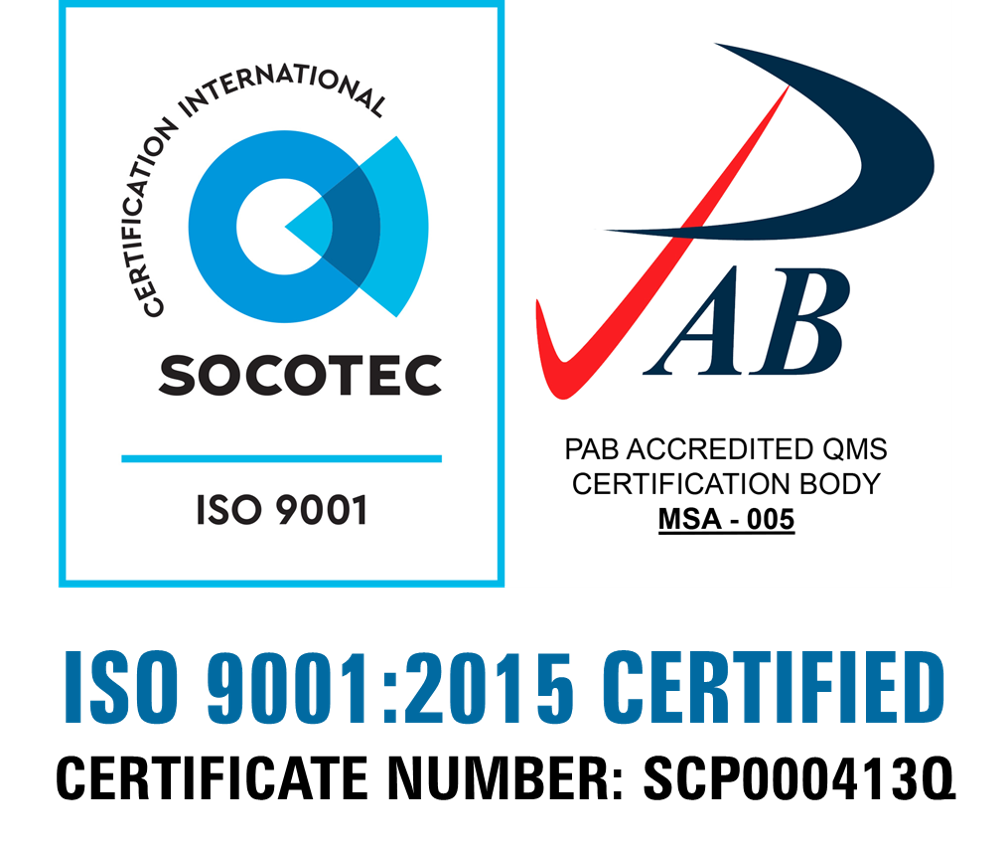 CERTIFICATION INTERNATIONAL
SOCOTEC
ISO 9001
PAB
PAB ACCREDITED QMS
CERTIFICATION BODY
MSA - 005
ISO 9001:2015 CERTIFIED
CERTIFICATE NUMBER: SCP000413Q